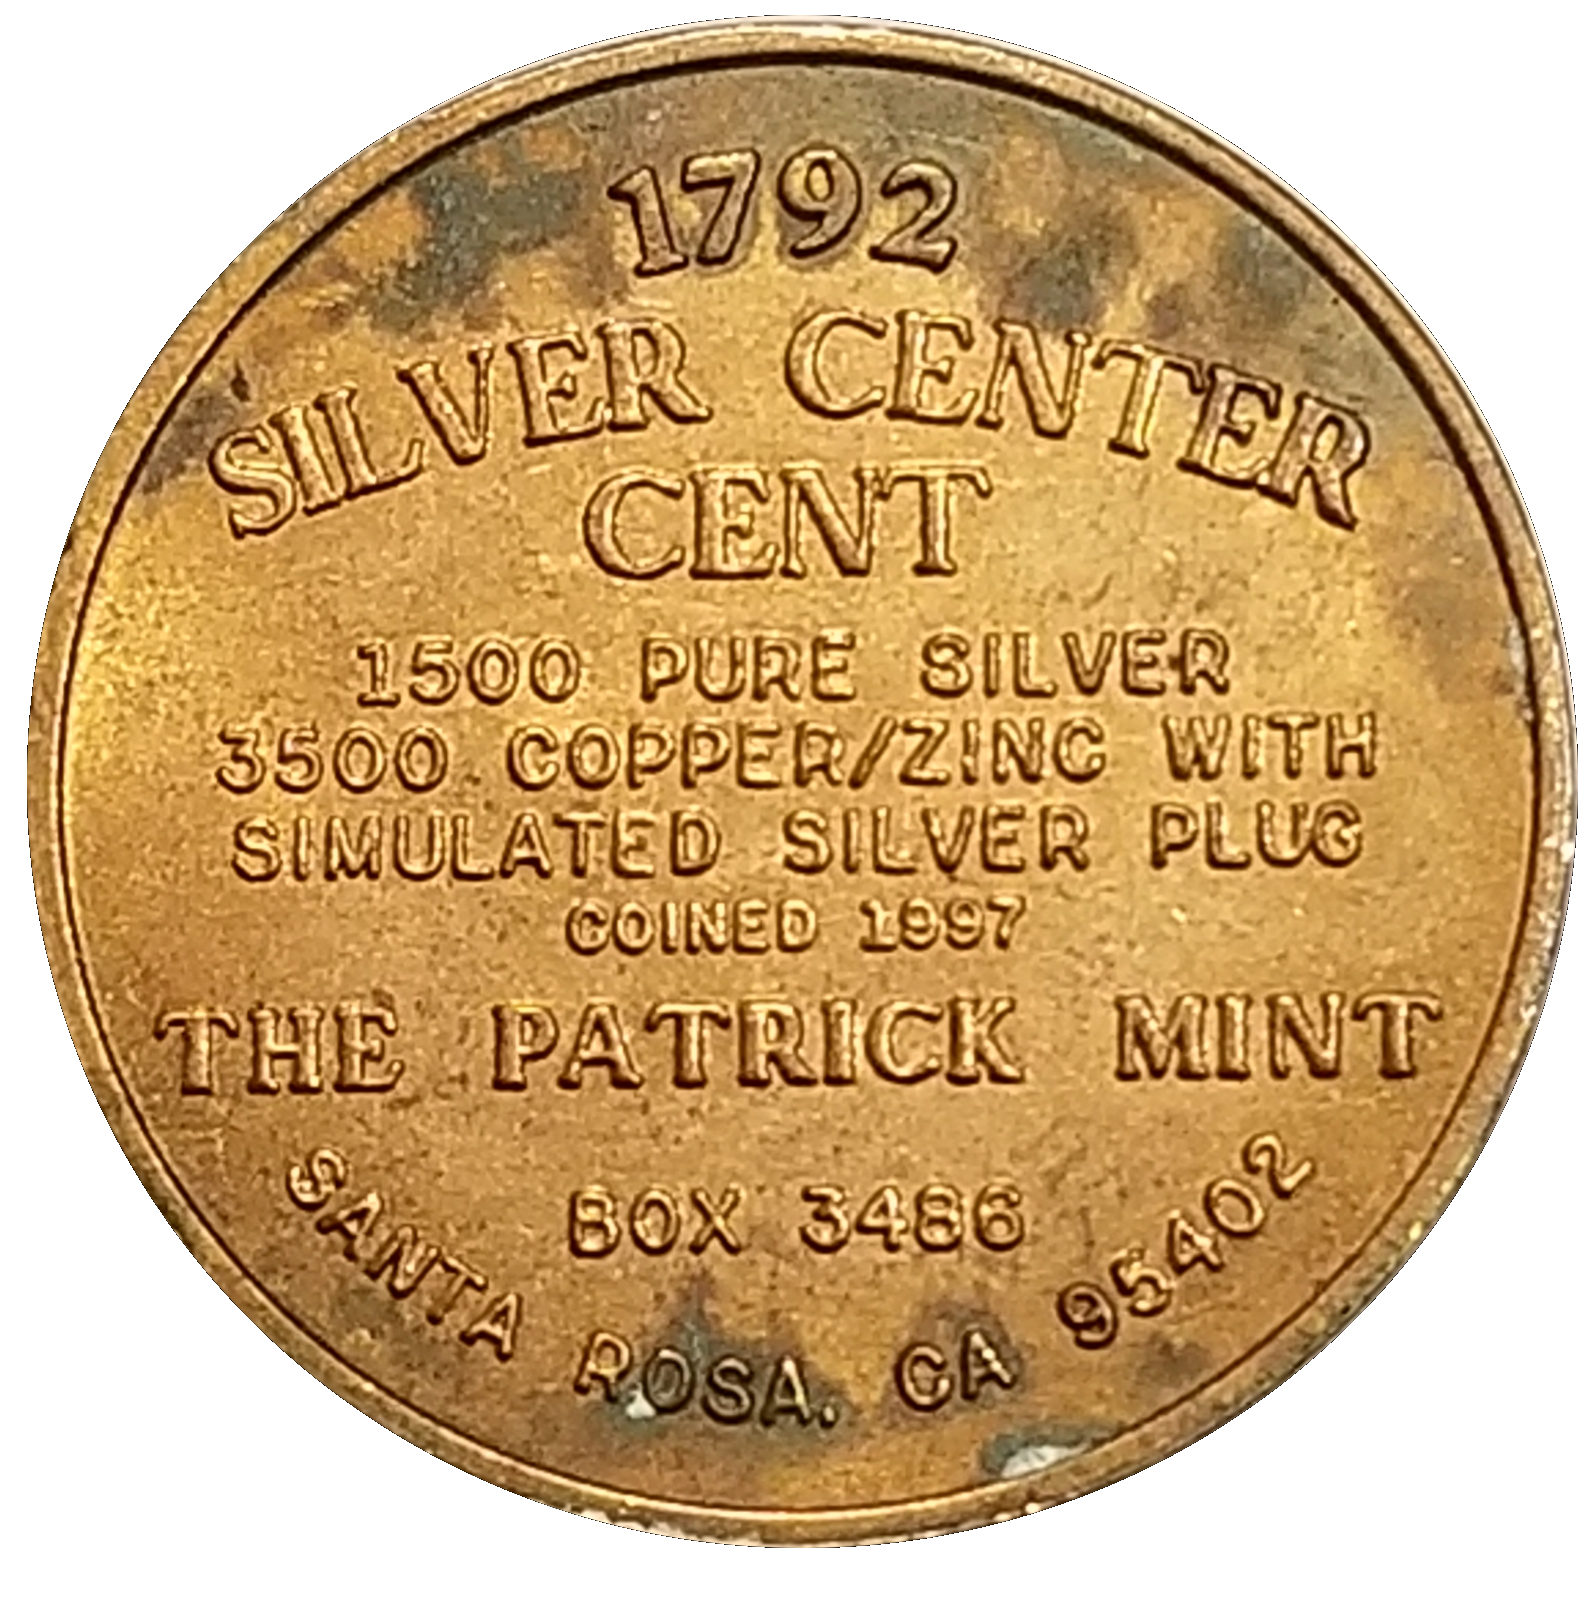 1792
SILVER CENTER
CENT
1500 PURE SILVER
3500 COPPER/ZINC WITH
SIMULATED SILVER PLUG
COINED 1997
THE PATRICK MINT
BOX 3486
SANTA ROSA, CA 95402